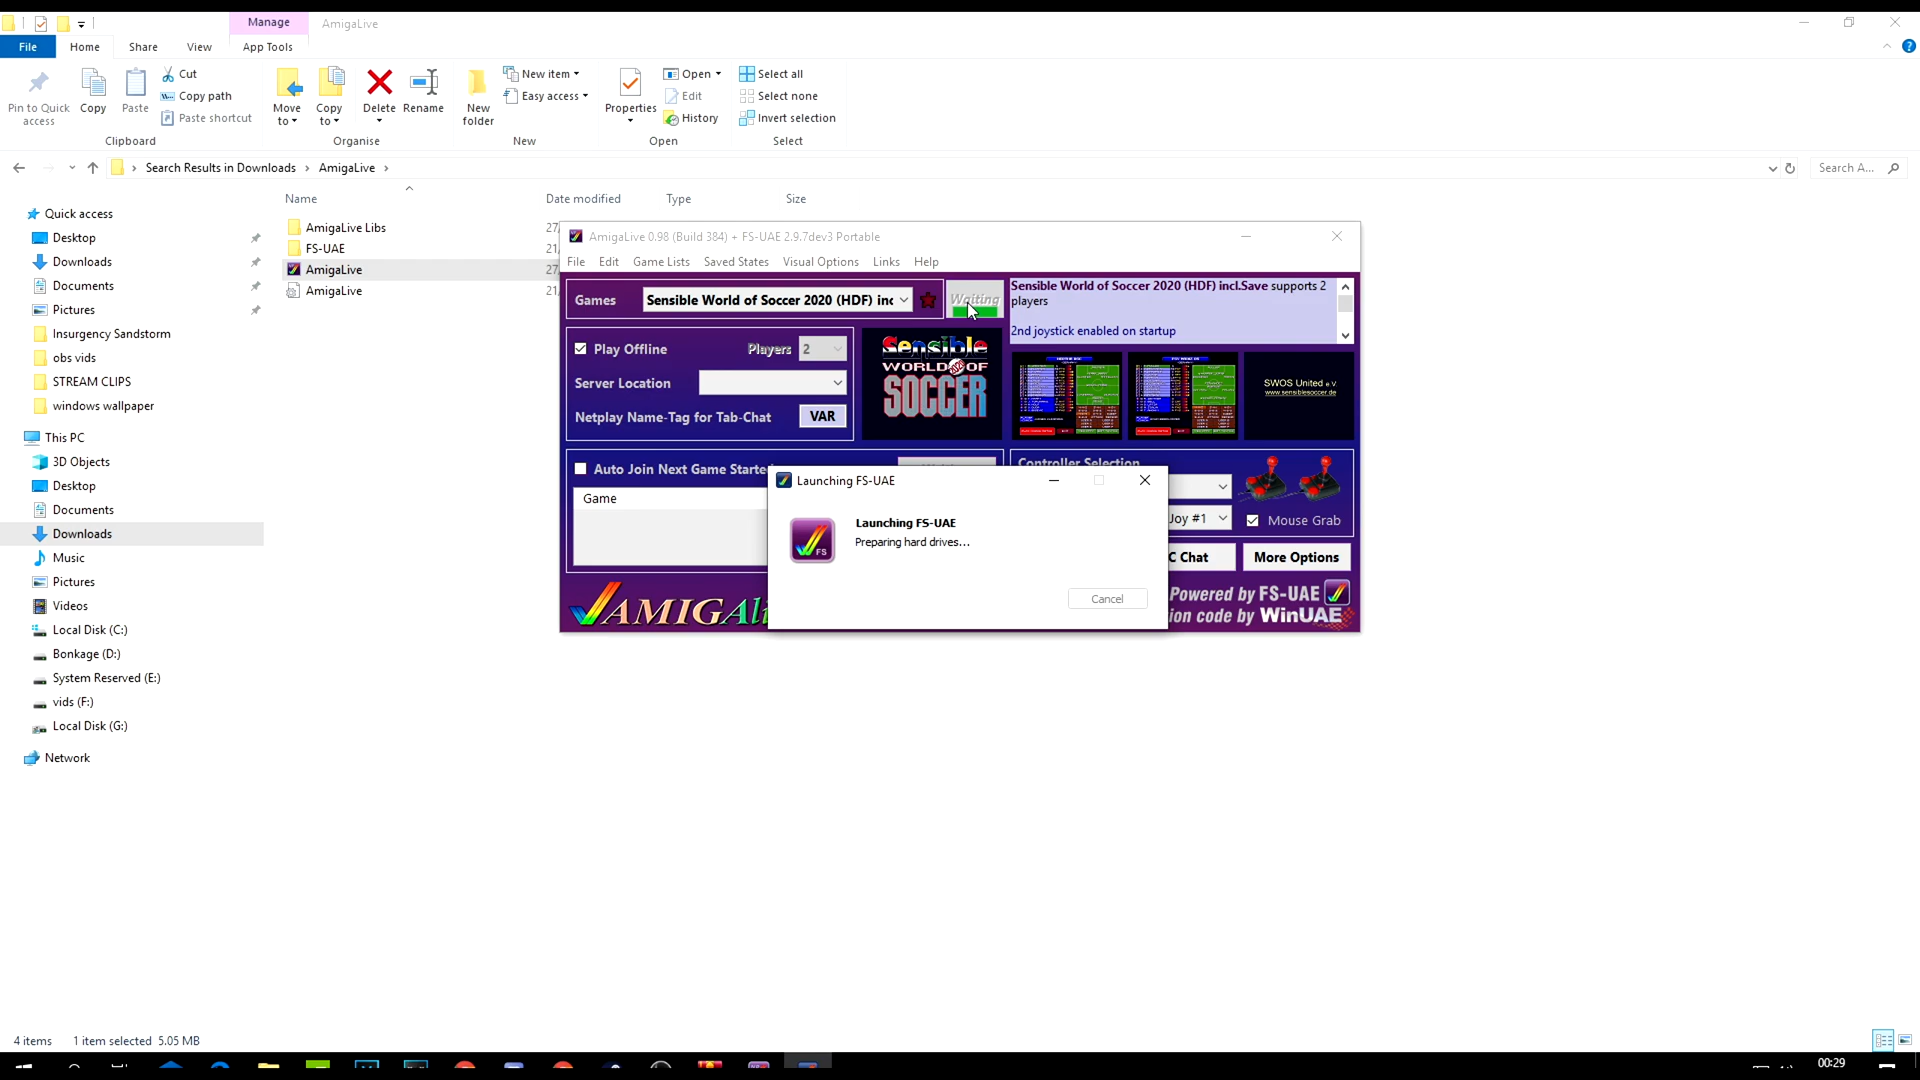 Manage
AmigaLive
File
Home
Share
View
App Tools
Pin to Quick access
Copy
Paste
Cut
Copy path
Paste shortcut
Move to
Copy to
Delete
Rename
New folder
New item
Easy access
Properties
Open
Edit
History
Select all
Select none
Invert selection
Clipboard
Organise
New
Open
Select
Search Results in Downloads
AmigaLive
Search A...
Name
Date modified
Type
Size
Quick access
Desktop
Downloads
Documents
Pictures
Insurgency Sandstorm
obs vids
STREAM CLIPS
windows wallpaper
This PC
3D Objects
Desktop
Documents
Downloads
Music
Pictures
Videos
Local Disk (C:)
Bonkage (D:)
System Reserved (E:)
vids (F:)
Local Disk (G:)
Network
AmigaLive Libs
27/
FS-UAE
21/
AmigaLive
27/
AmigaLive
21/
AmigaLive 0.98 (Build 384) + FS-UAE 2.9.7dev3 Portable
File
Edit
Game Lists
Saved States
Visual Options
Links
Help
Games
Sensible World of Soccer 2020 (HDF) inc
Waiting
Sensible World of Soccer 2020 (HDF) incl.Save supports 2
players
2nd joystick enabled on startup
Play Offline
Players
2
Server Location
Netplay Name-Tag for Tab-Chat
VAR
Sensible
WORLD OF
SOCCER
SWOS United e.V
www.sensiblesoccer.de
Auto Join Next Game Starte
Game
Controller Selection
Joy #1
Mouse Grab
C Chat
More Options
AMIGAli
Powered by FS-UAE
ion code by WinUAE
Launching FS-UAE
Launching FS-UAE
Preparing hard drives...
FS
Cancel
4 items
1 item selected 5.05 MB
00:29